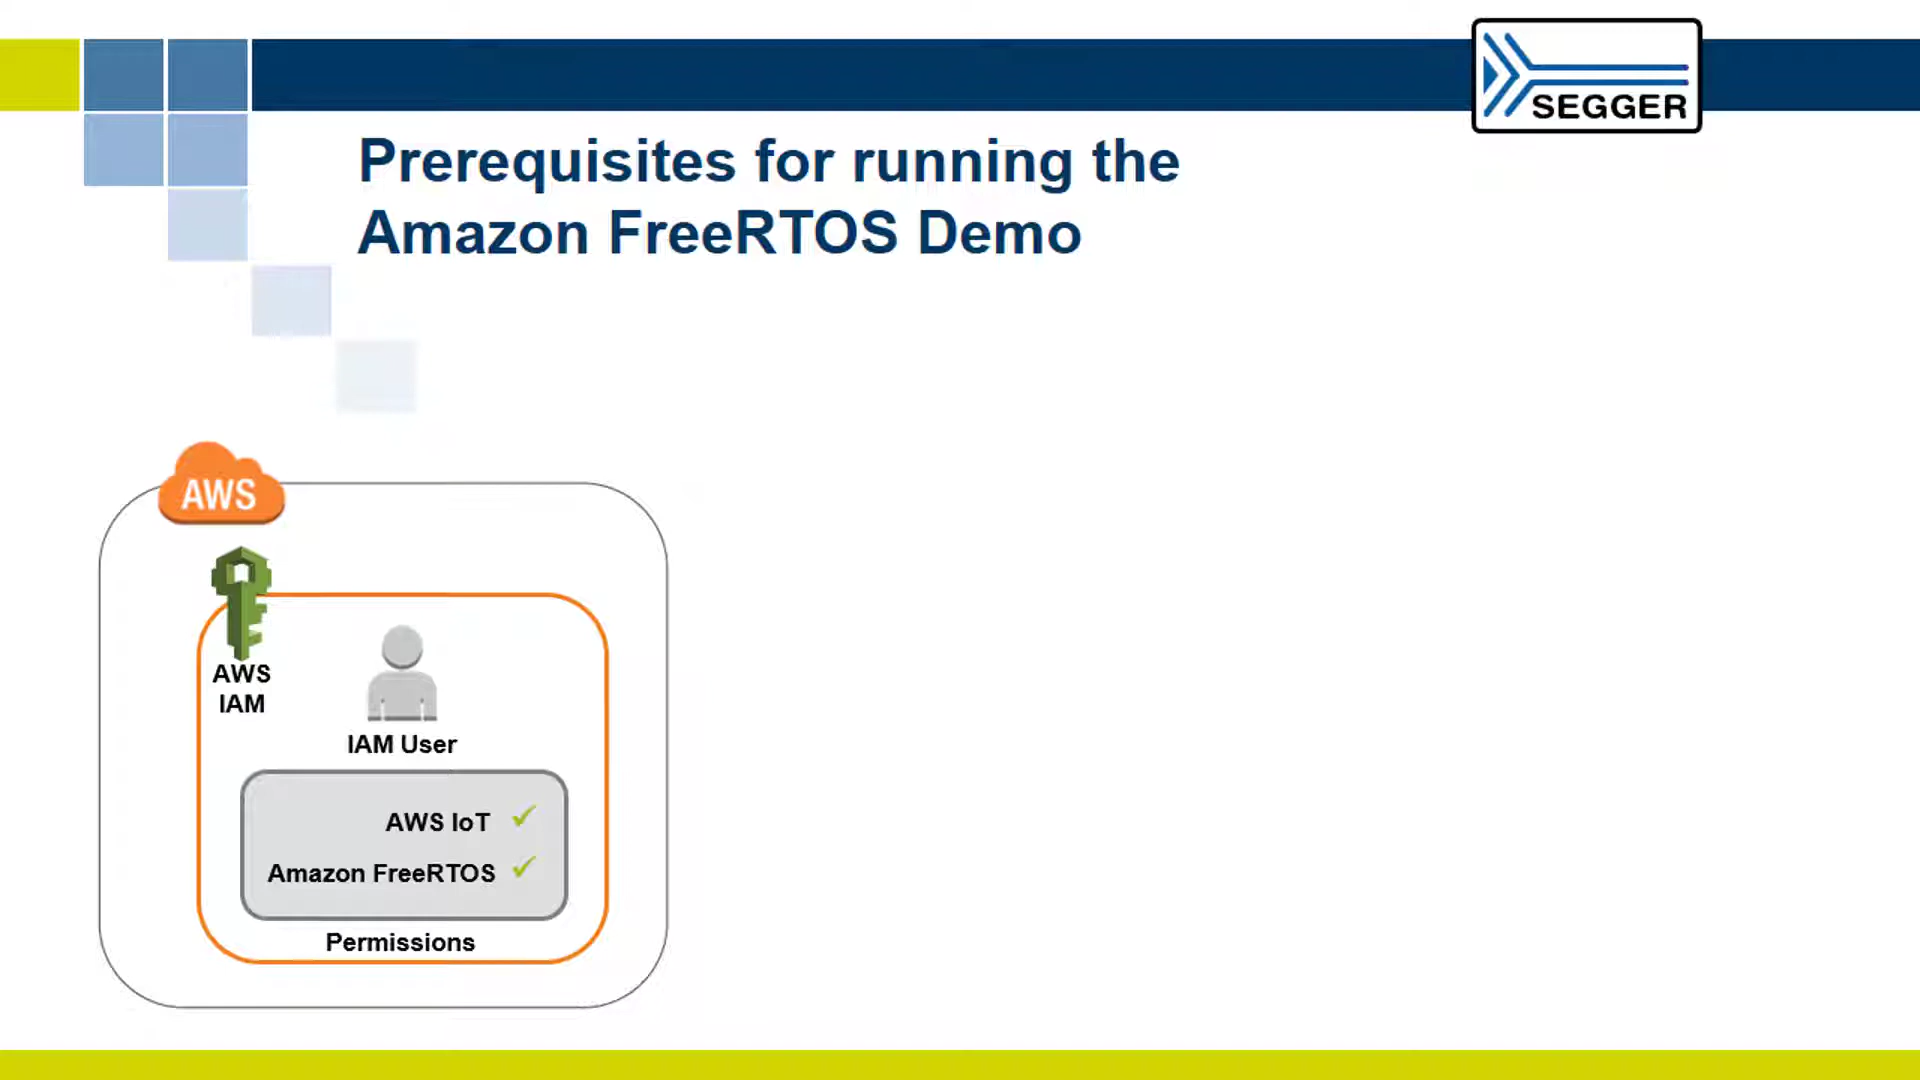 SEGGER
Prerequisites for running the
Amazon FreeRTOS Demo
AWS
AWS
IAM
IAM User
AWS IoT ✓
Amazon FreeRTOS ✓
Permissions